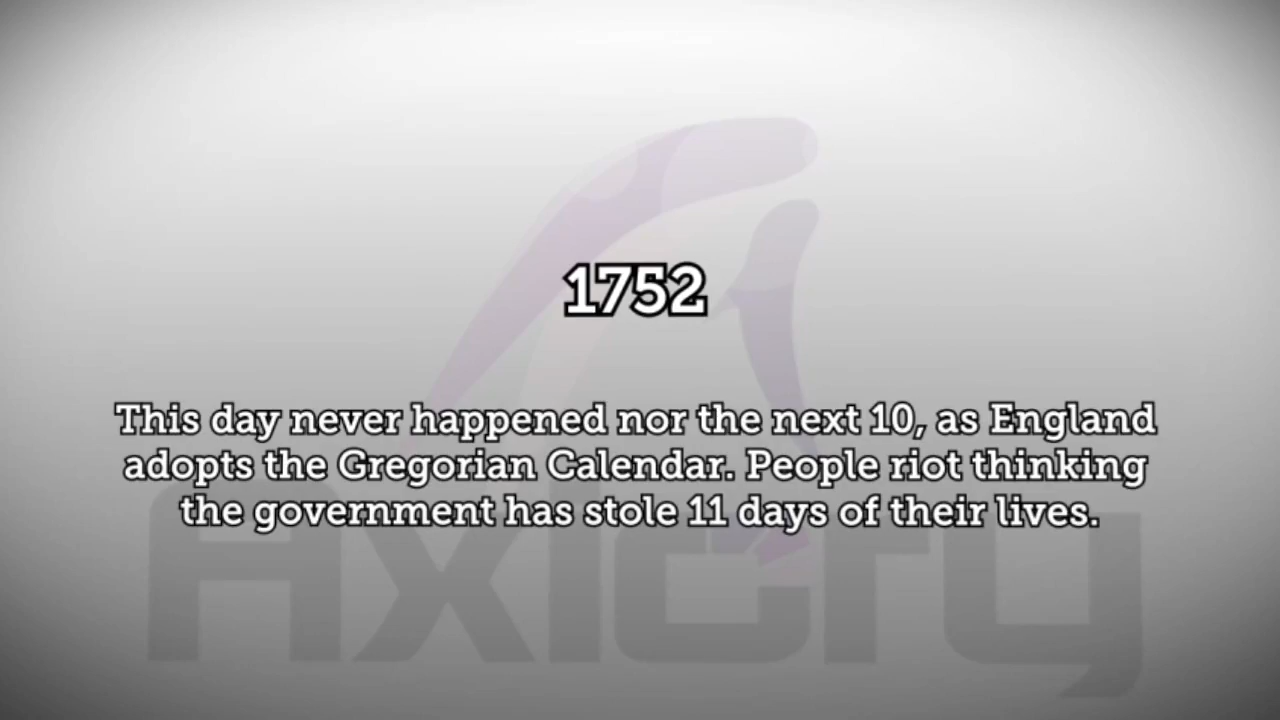 1752
This day never happened nor the next 10, as England
adopts the Gregorian Calendar. People riot thinking
the government has stole 11 days of their lives.
Axicry